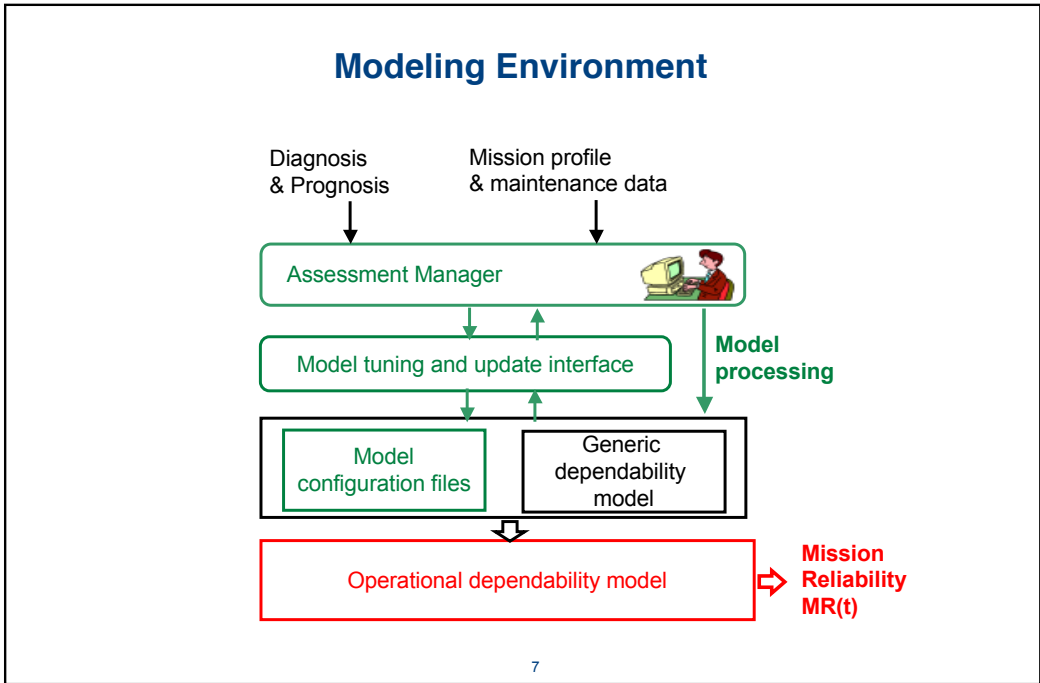 Modeling Environment
Diagnosis
& Prognosis
Mission profile
& maintenance data
Assessment Manager
Model tuning and update interface
Model
processing
Model
configuration files
Generic
dependability
model
Operational dependability model
Mission
Reliability
MR(t)
7